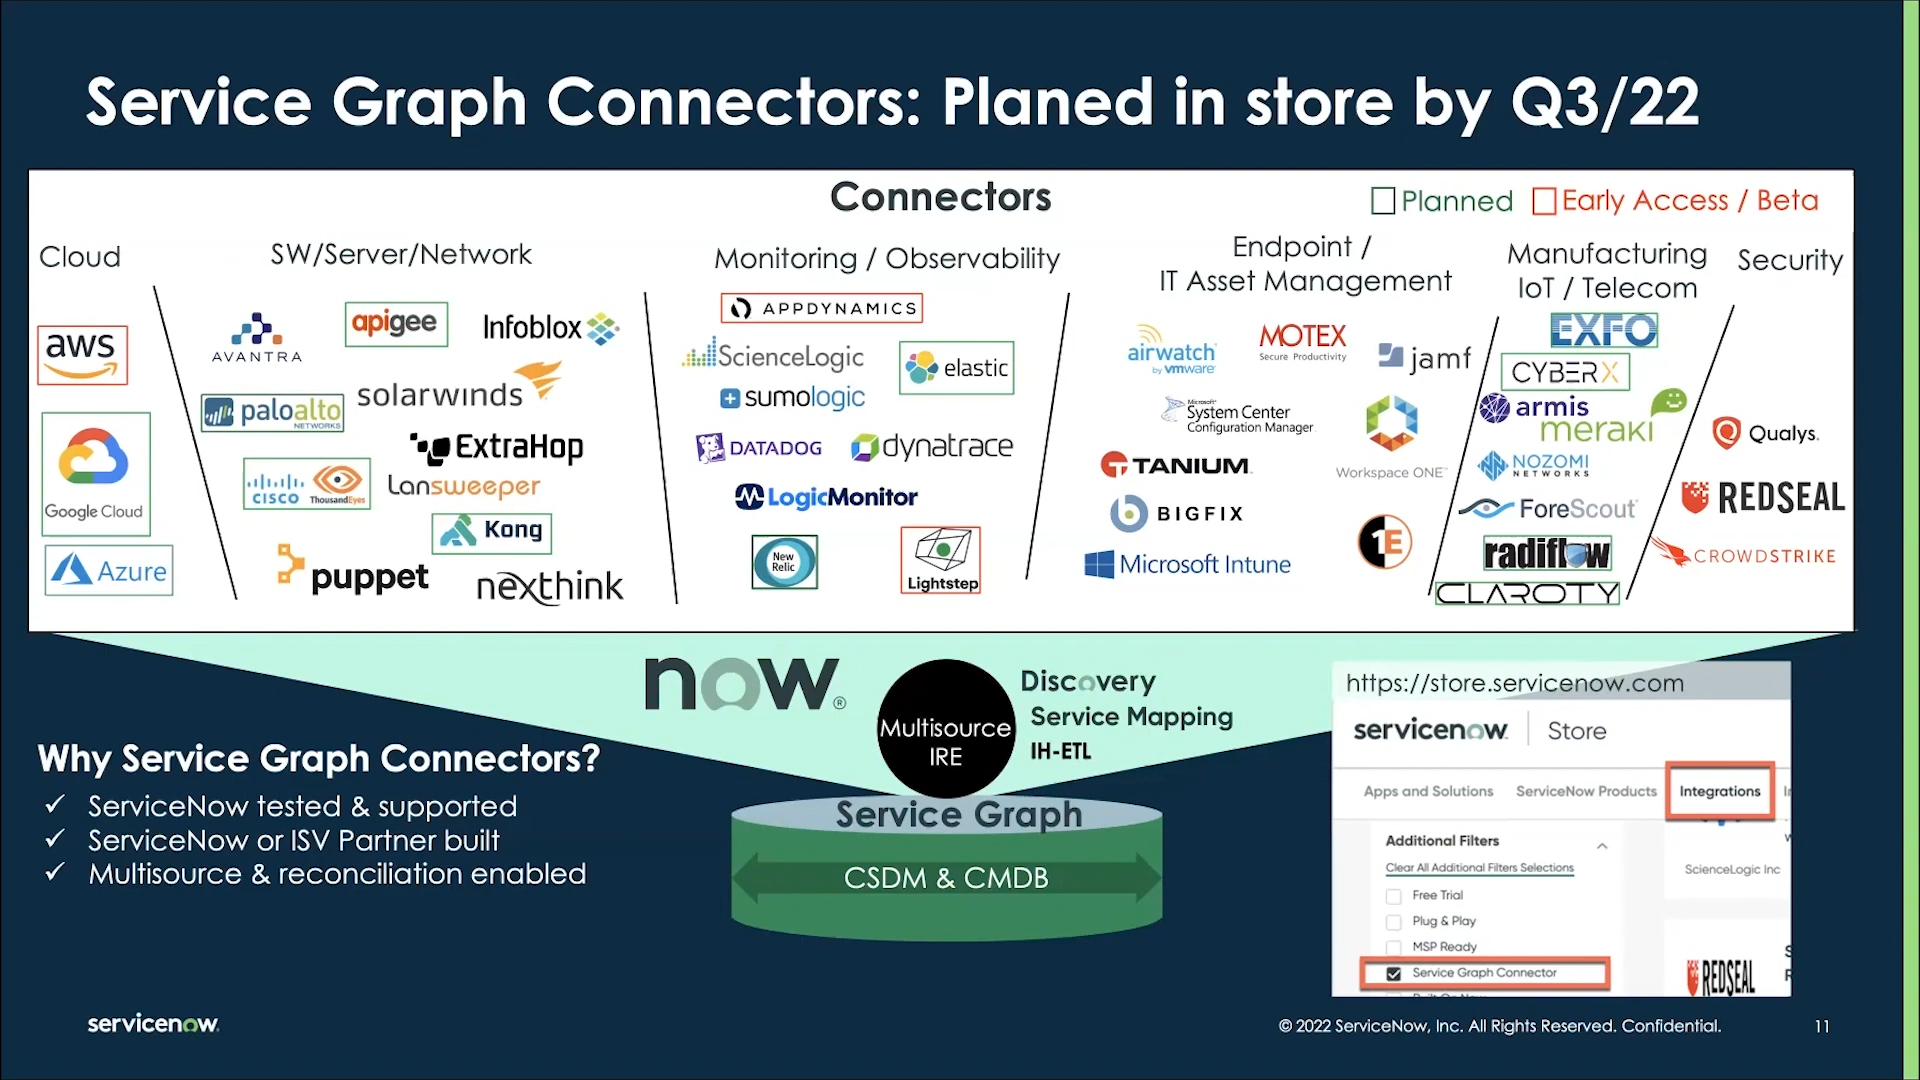 Service Graph Connectors: Planed in store by Q3/22
Connectors
Planned
Early Access / Beta
Cloud
SW/Server/Network
Monitoring / Observability
Endpoint /
IT Asset Management
Manufacturing
IoT / Telecom
Security
aws
Google Cloud
Azure
AVANTRA
apigee
Infoblox
paloalto
NETWORKS
solarwinds
ExtraHop
CISCO
ThousandEyes
Lansweeper
Kong
puppet
nexthink
APPDYNAMICS
ScienceLogic
elastic
sumologic
DATADOG
dynatrace
LogicMonitor
New
Relic
Lightstep
airwatch
by vmware
MOTEX
Secure Productivity
jamf
Microsoft
System Center
Configuration Manager
Workspace ONE
TANIUM
BIGFIX
1E
Microsoft Intune
EXFO
CYBERX
armis
meraki
NOZOMI
NETWORKS
ForeScout
radiflow
CLAROTY
Qualys.
REDSEAL
CROWDSTRIKE
now®
Multisource
IRE
Discovery
Service Mapping
IH-ETL
Service Graph
CSDM & CMDB
Why Service Graph Connectors?
✓ ServiceNow tested & supported
✓ ServiceNow or ISV Partner built
✓ Multisource & reconciliation enabled
https://store.servicenow.com
servicenow Store
Apps and Solutions ServiceNow Products Integrations
Additional Filters
Clear All Additional Filters Selections
Free Trial
Plug & Play
MSP Ready
Service Graph Connector
ScienceLogic Inc
REDSEAL
servicenow
© 2022 ServiceNow, Inc. All Rights Reserved. Confidential.
11